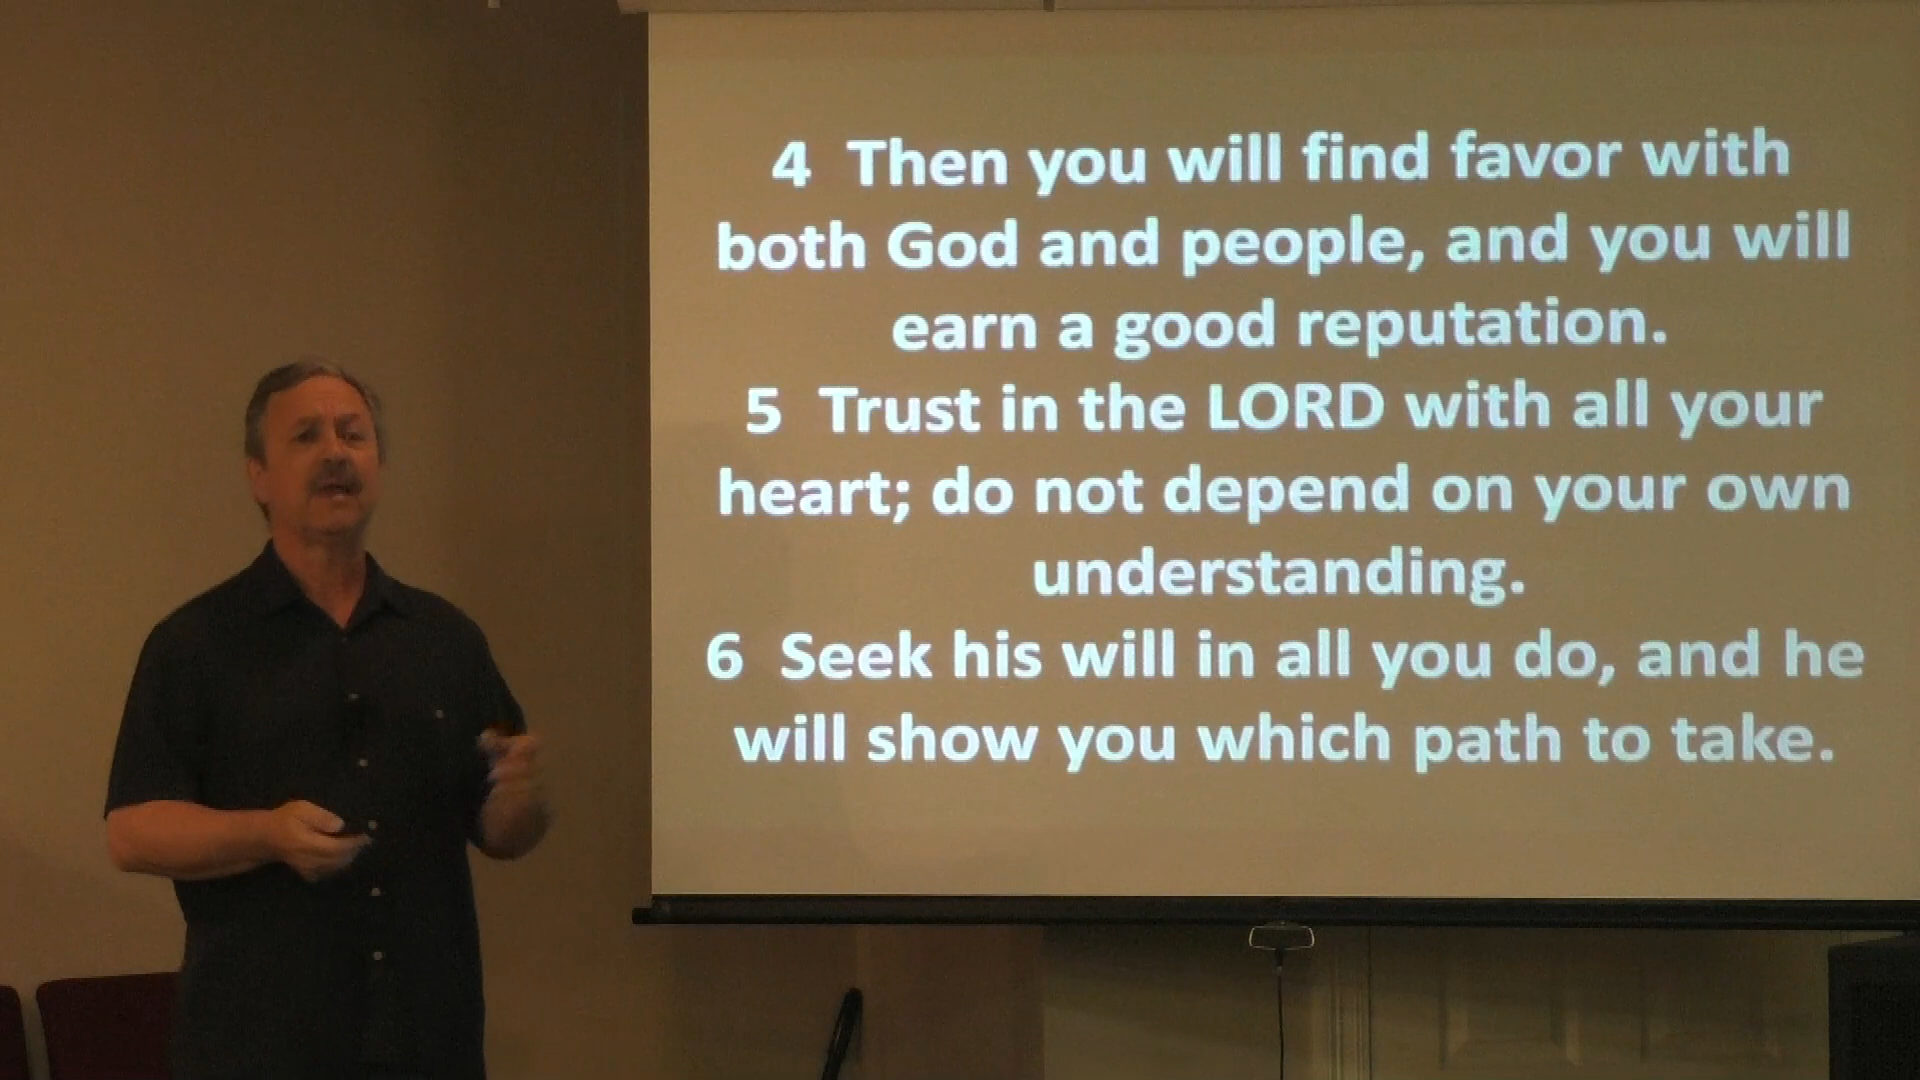 4 Then you will find favor with
both God and people, and you will
earn a good reputation.
5 Trust in the LORD with all your
heart; do not depend on your own
understanding.
6 Seek his will in all you do, and he
will show you which path to take.